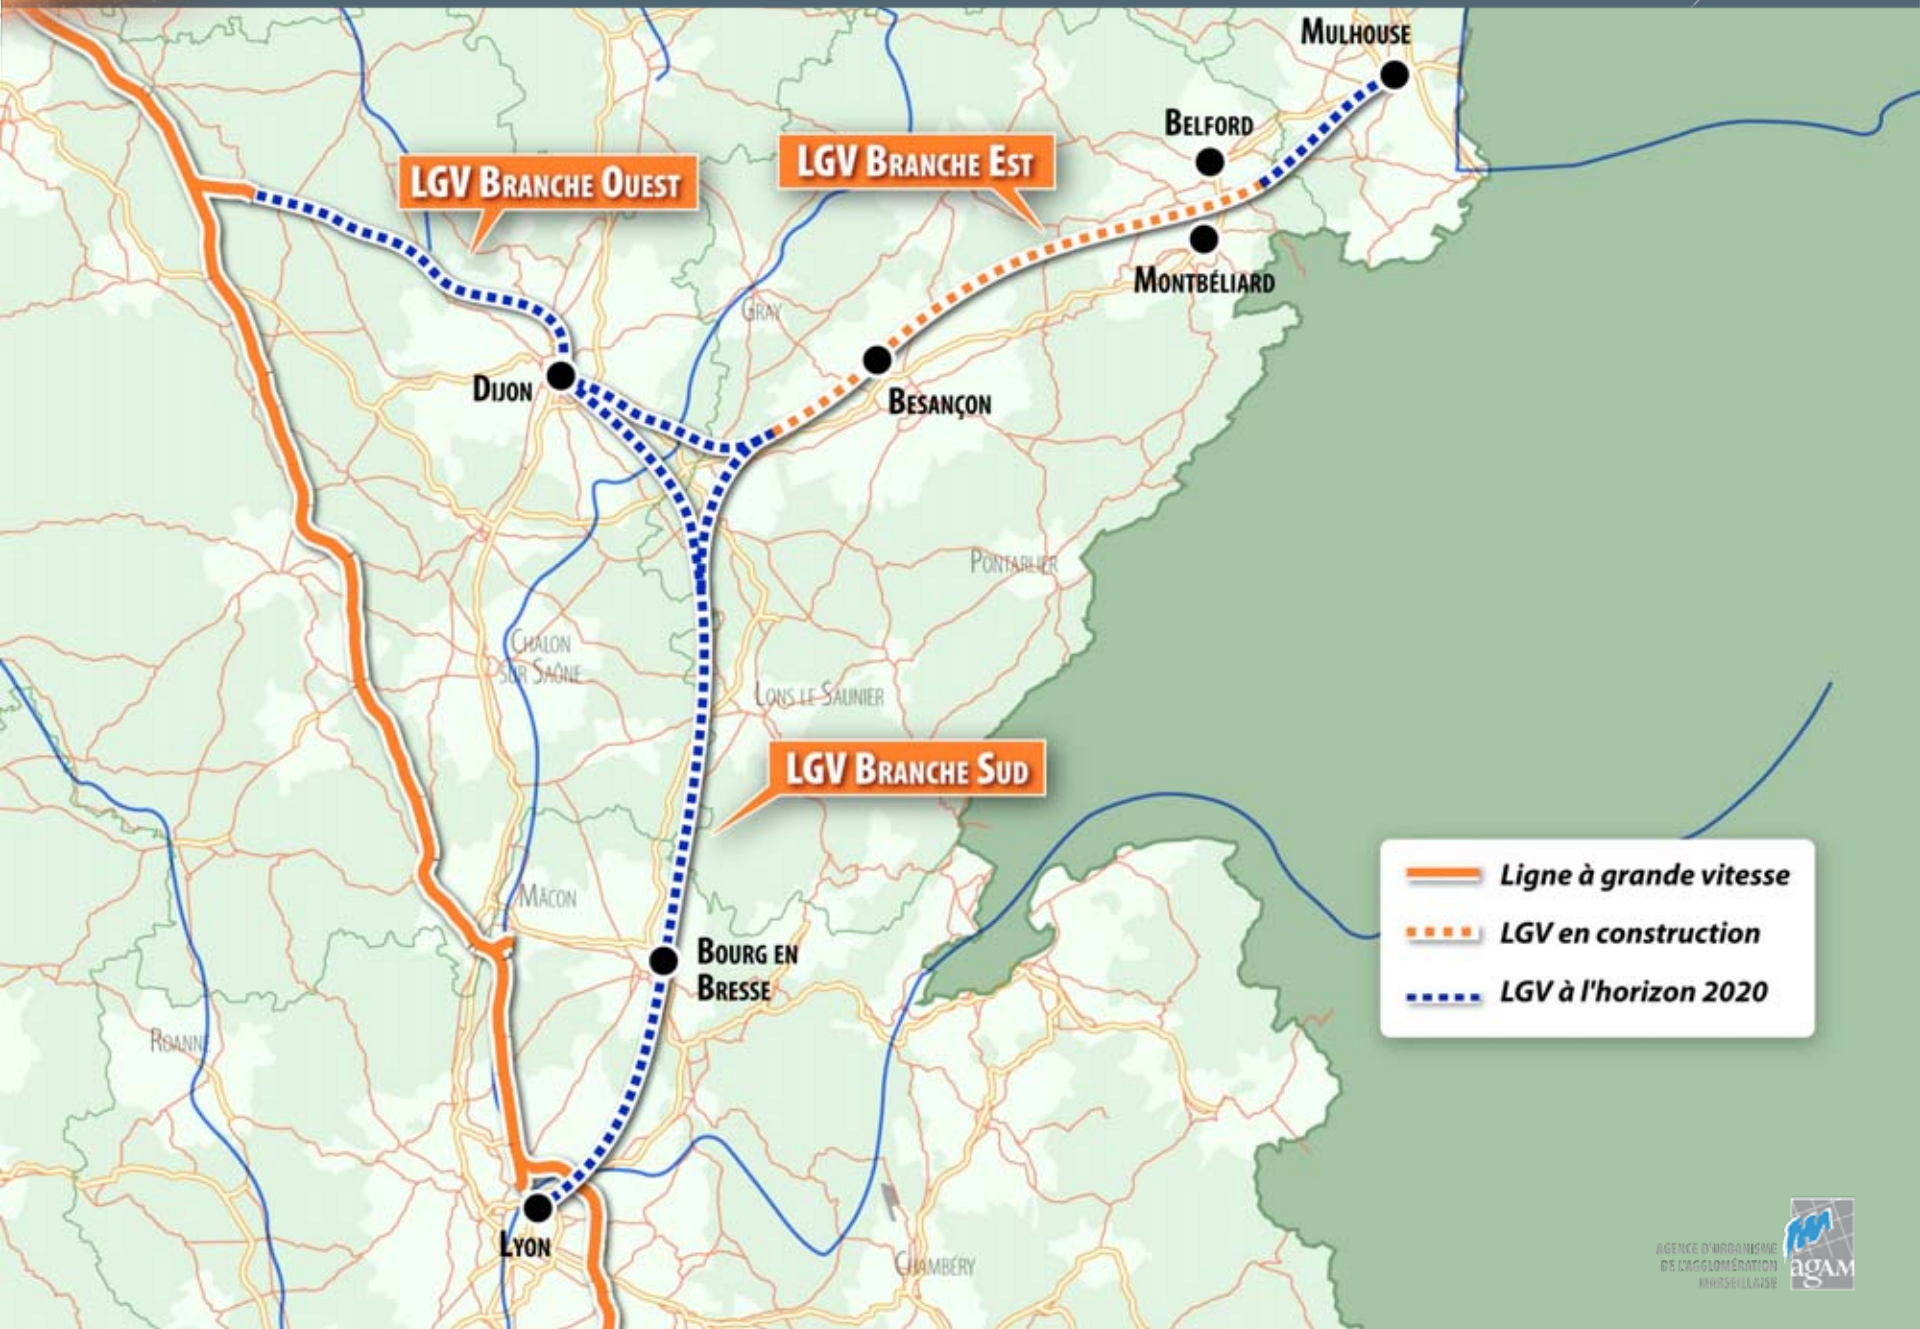 MULHOUSE
BELFORD
LGV BRANCHE EST
LGV BRANCHE OUEST
MONTBÉLIARD
GRAY
DIJON
BESANÇON
PONTARLIER
CHALON
SUR SAÔNE
LONS LE SAUNIER
LGV BRANCHE SUD
Ligne à grande vitesse
MÂCON
LGV en construction
BOURG EN
BRESSE
LGV à l'horizon 2020
ROANNE
LYON
CHAMBÉRY
AGENCE D'URBANISME
DE L'AGGLOMÉRATION
MARSEILLAISE
agAM